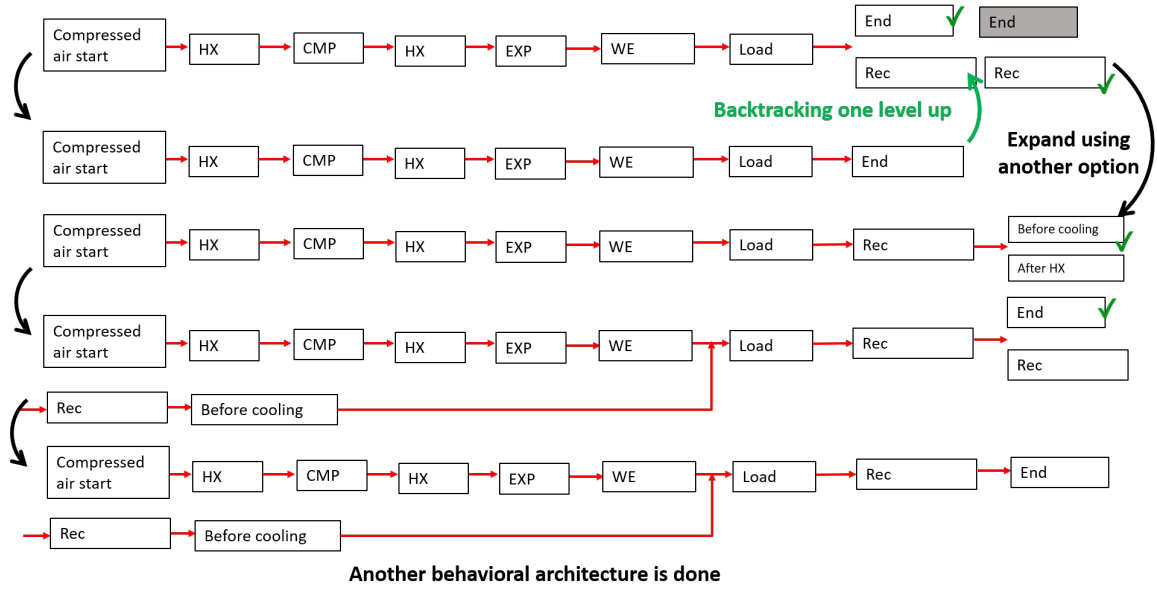 End
End
Compressed
air start
HX
CMP
HX
EXP
WE
Load
Rec
Rec
Backtracking one level up
Expand using
another option
Compressed
air start
HX
CMP
HX
EXP
WE
Load
End
Compressed
air start
HX
CMP
HX
EXP
WE
Load
Rec
Before cooling
After HX
Compressed
air start
HX
CMP
HX
EXP
WE
Load
Rec
End
Rec
Rec
Before cooling
Compressed
air start
HX
CMP
HX
EXP
WE
Load
Rec
End
Rec
Before cooling
Another behavioral architecture is done